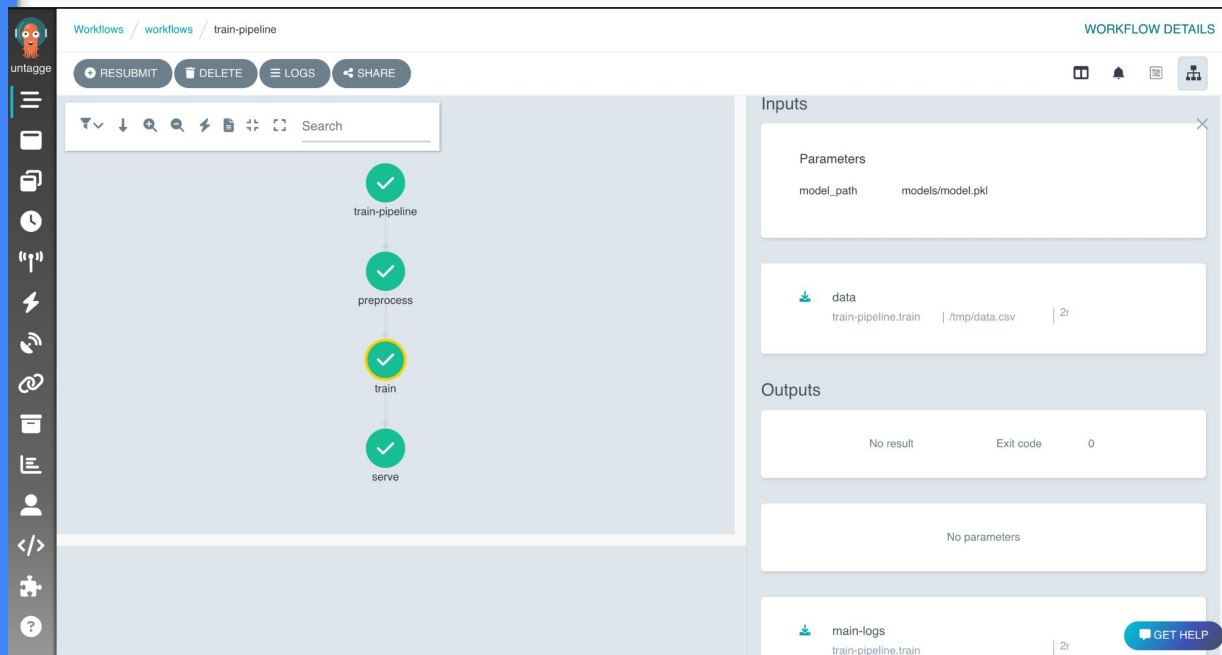 Workflows / workflows / train-pipeline
WORKFLOW DETAILS
untagge
RESUBMIT
DELETE
LOGS
SHARE
Search
train-pipeline
preprocess
train
serve
Inputs
Parameters
model_path models/model.pkl
data
train-pipeline.train | /tmp/data.csv
Outputs
No result Exit code 0
No parameters
main-logs
train-pipeline.train
GET HELP